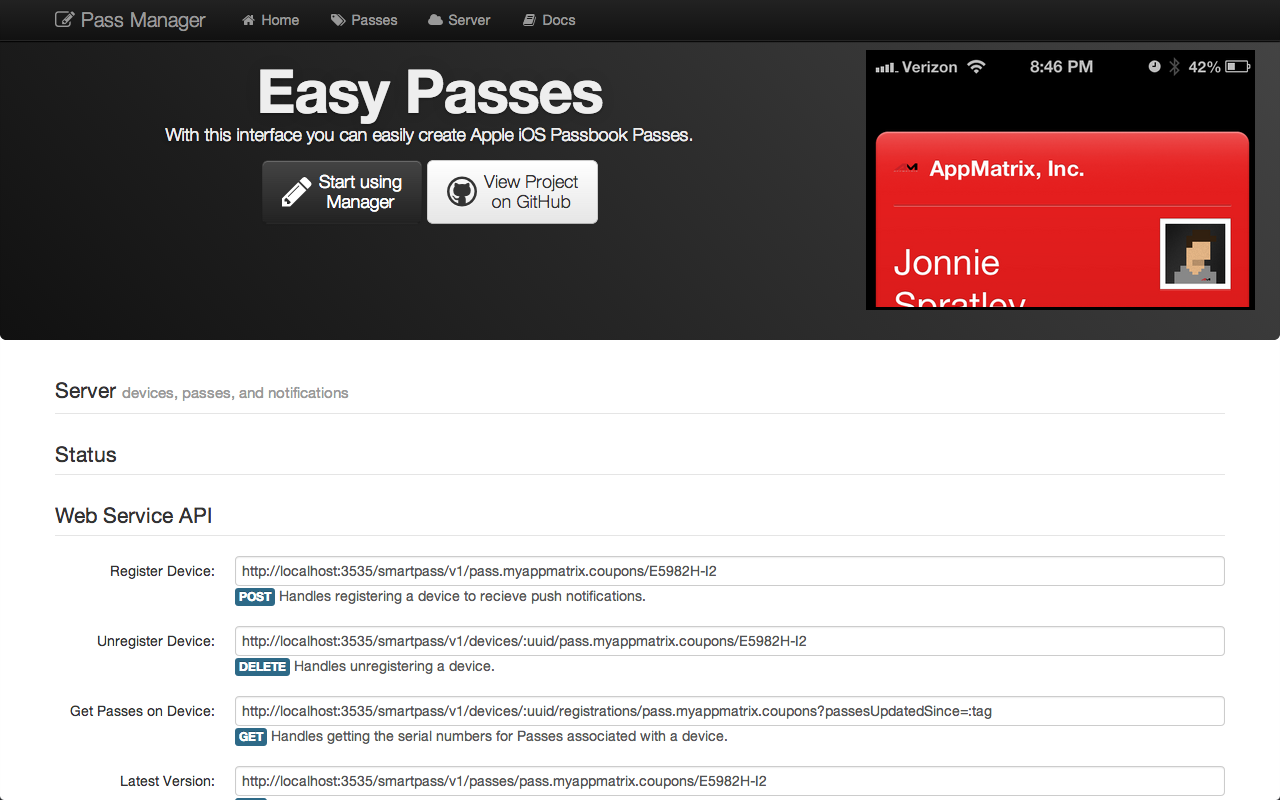 Pass Manager
Home
Passes
Server
Docs
Easy Passes
With this interface you can easily create Apple iOS Passbook Passes.
Start using
Manager
View Project
on GitHub
Verizon
8:46 PM
42%
AppMatrix, Inc.
Jonnie
Spratley
Server devices, passes, and notifications
Status
Web Service API
Register Device:
http://localhost:3535/smartpass/v1/pass.myappmatrix.coupons/E5982H-I2
POST Handles registering a device to recieve push notifications.
Unregister Device:
http://localhost:3535/smartpass/v1/devices/:uuid/pass.myappmatrix.coupons/E5982H-I2
DELETE Handles unregistering a device.
Get Passes on Device:
http://localhost:3535/smartpass/v1/devices/:uuid/registrations/pass.myappmatrix.coupons?passesUpdatedSince=:tag
GET Handles getting the serial numbers for Passes associated with a device.
Latest Version:
http://localhost:3535/smartpass/v1/passes/pass.myappmatrix.coupons/E5982H-I2